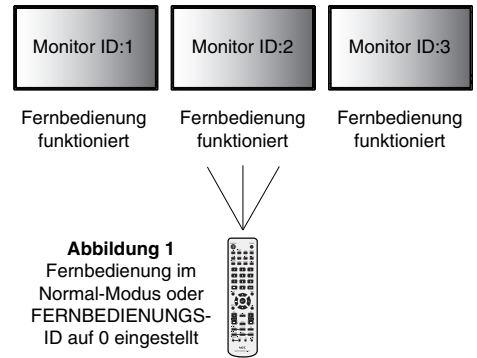 Monitor ID:1
Monitor ID:2
Monitor ID:3
Fernbedienung
funktioniert
Fernbedienung
funktioniert
Fernbedienung
funktioniert
Abbildung 1
Fernbedienung im
Normal-Modus oder
FERNBEDIENUNGS-
ID auf 0 eingestellt